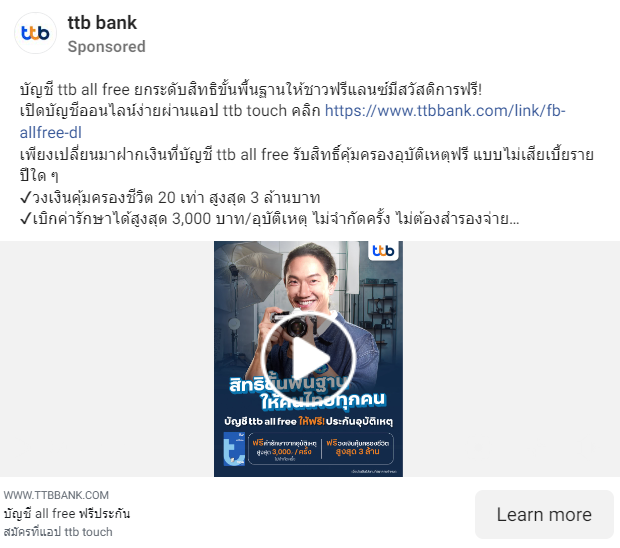 ttb
ttb bank
Sponsored
บัญชี ttb all free ยกระดับสิทธิขั้นพื้นฐานให้ชาวฟรีแลนซ์มีสวัสดิการฟรี!
เปิดบัญชีออนไลน์ง่ายผ่านแอป ttb touch คลิก https://www.ttbbank.com/link/fb-
allfree-dl
เพียงเปลี่ยนมาฝากเงินที่บัญชี ttb all free รับสิทธิ์คุ้มครองอุบัติเหตุฟรี แบบไม่เสียเบี้ยราย
ปีใด ๆ
✓วงเงินคุ้มครองชีวิต 20 เท่า สูงสุด 3 ล้านบาท
✓เบิกค่ารักษาได้สูงสุด 3,000 บาท/อุบัติเหตุ ไม่จำกัดครั้ง ไม่ต้องสำรองจ่าย...
ttb
สิทธิขั้นพื้นฐาน
ให้คนไทยทุกคน
บัญชี ttb all free ให้ฟรี! ประกันอุบัติเหตุ
ฟรีค่ารักษาจากอุบัติเหตุ
สูงสุด 3,000.-/ครั้ง
ไม่จำกัดครั้ง
ฟรีวงเงินคุ้มครองชีวิต
สูงสุด 3 ล้าน
WWW.TTBBANK.COM
บัญชี all free ฟรีประกัน
สมัครที่แอป ttb touch
Learn more